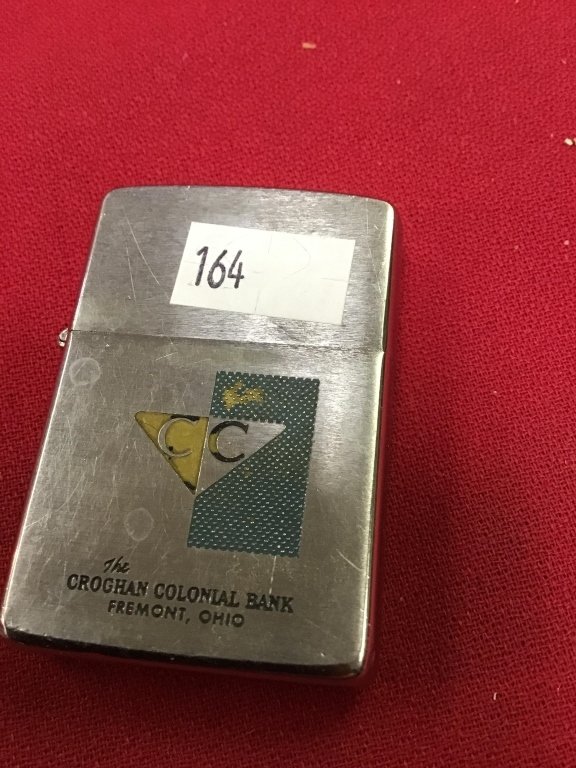 164
CC
The
CROGHAN COLONIAL BANK
FREMONT, OHIO